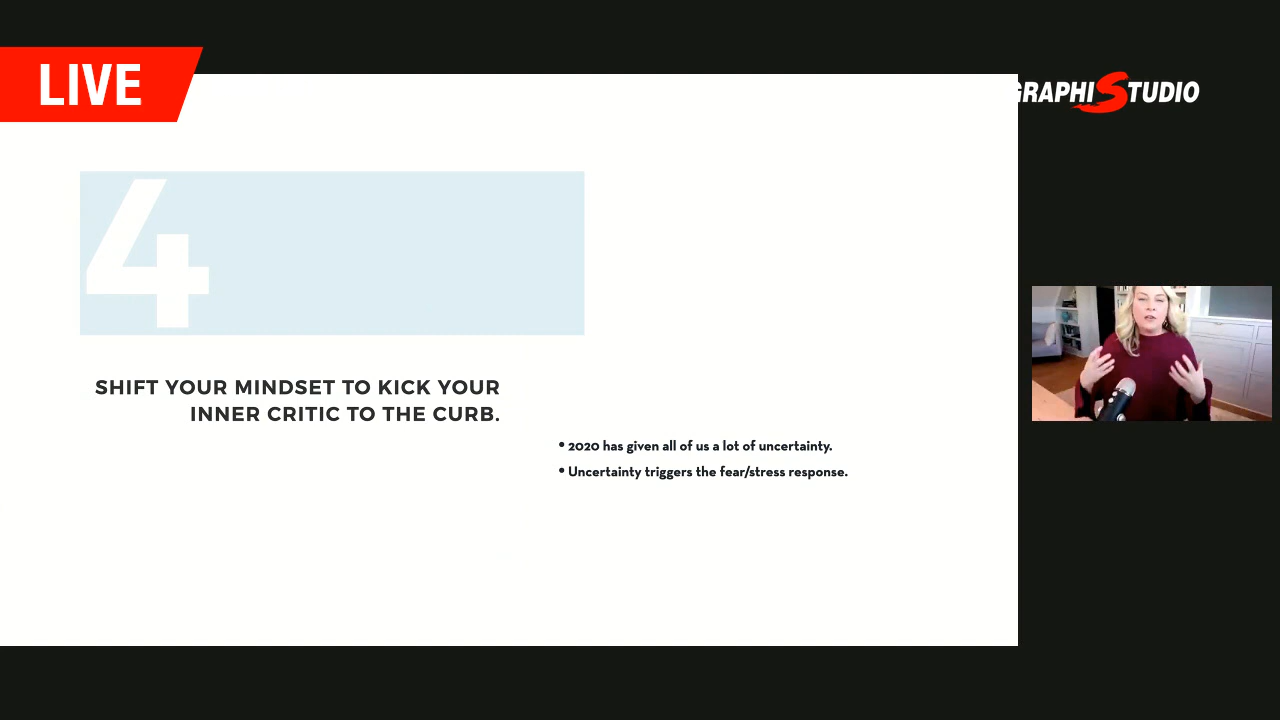 LIVE
GRAPHISTUDIO
4
SHIFT YOUR MINDSET TO KICK YOUR
INNER CRITIC TO THE CURB.
• 2020 has given all of us a lot of uncertainty.
• Uncertainty triggers the fear/stress response.